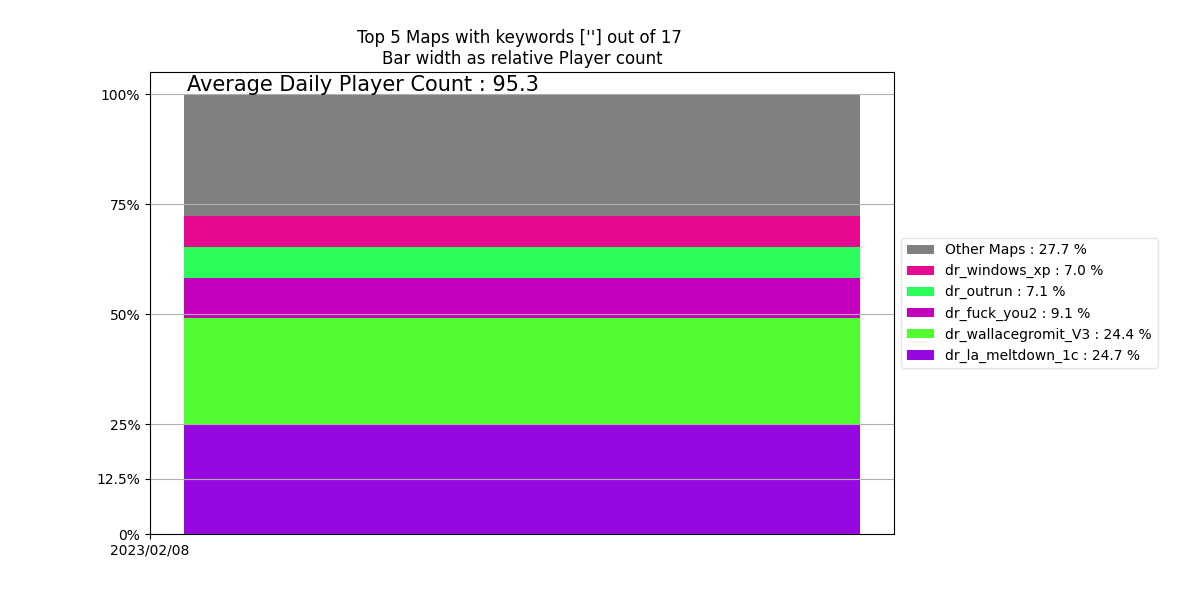 Top 5 Maps with keywords [''] out of 17
Bar width as relative Player count
Average Daily Player Count : 95.3
100%
75%
50%
25%
12.5%
0%
2023/02/08
Other Maps : 27.7 %
dr_windows_xp : 7.0 %
dr_outrun : 7.1 %
dr_fuck_you2 : 9.1 %
dr_wallacegromit_V3 : 24.4 %
dr_la_meltdown_1c : 24.7 %